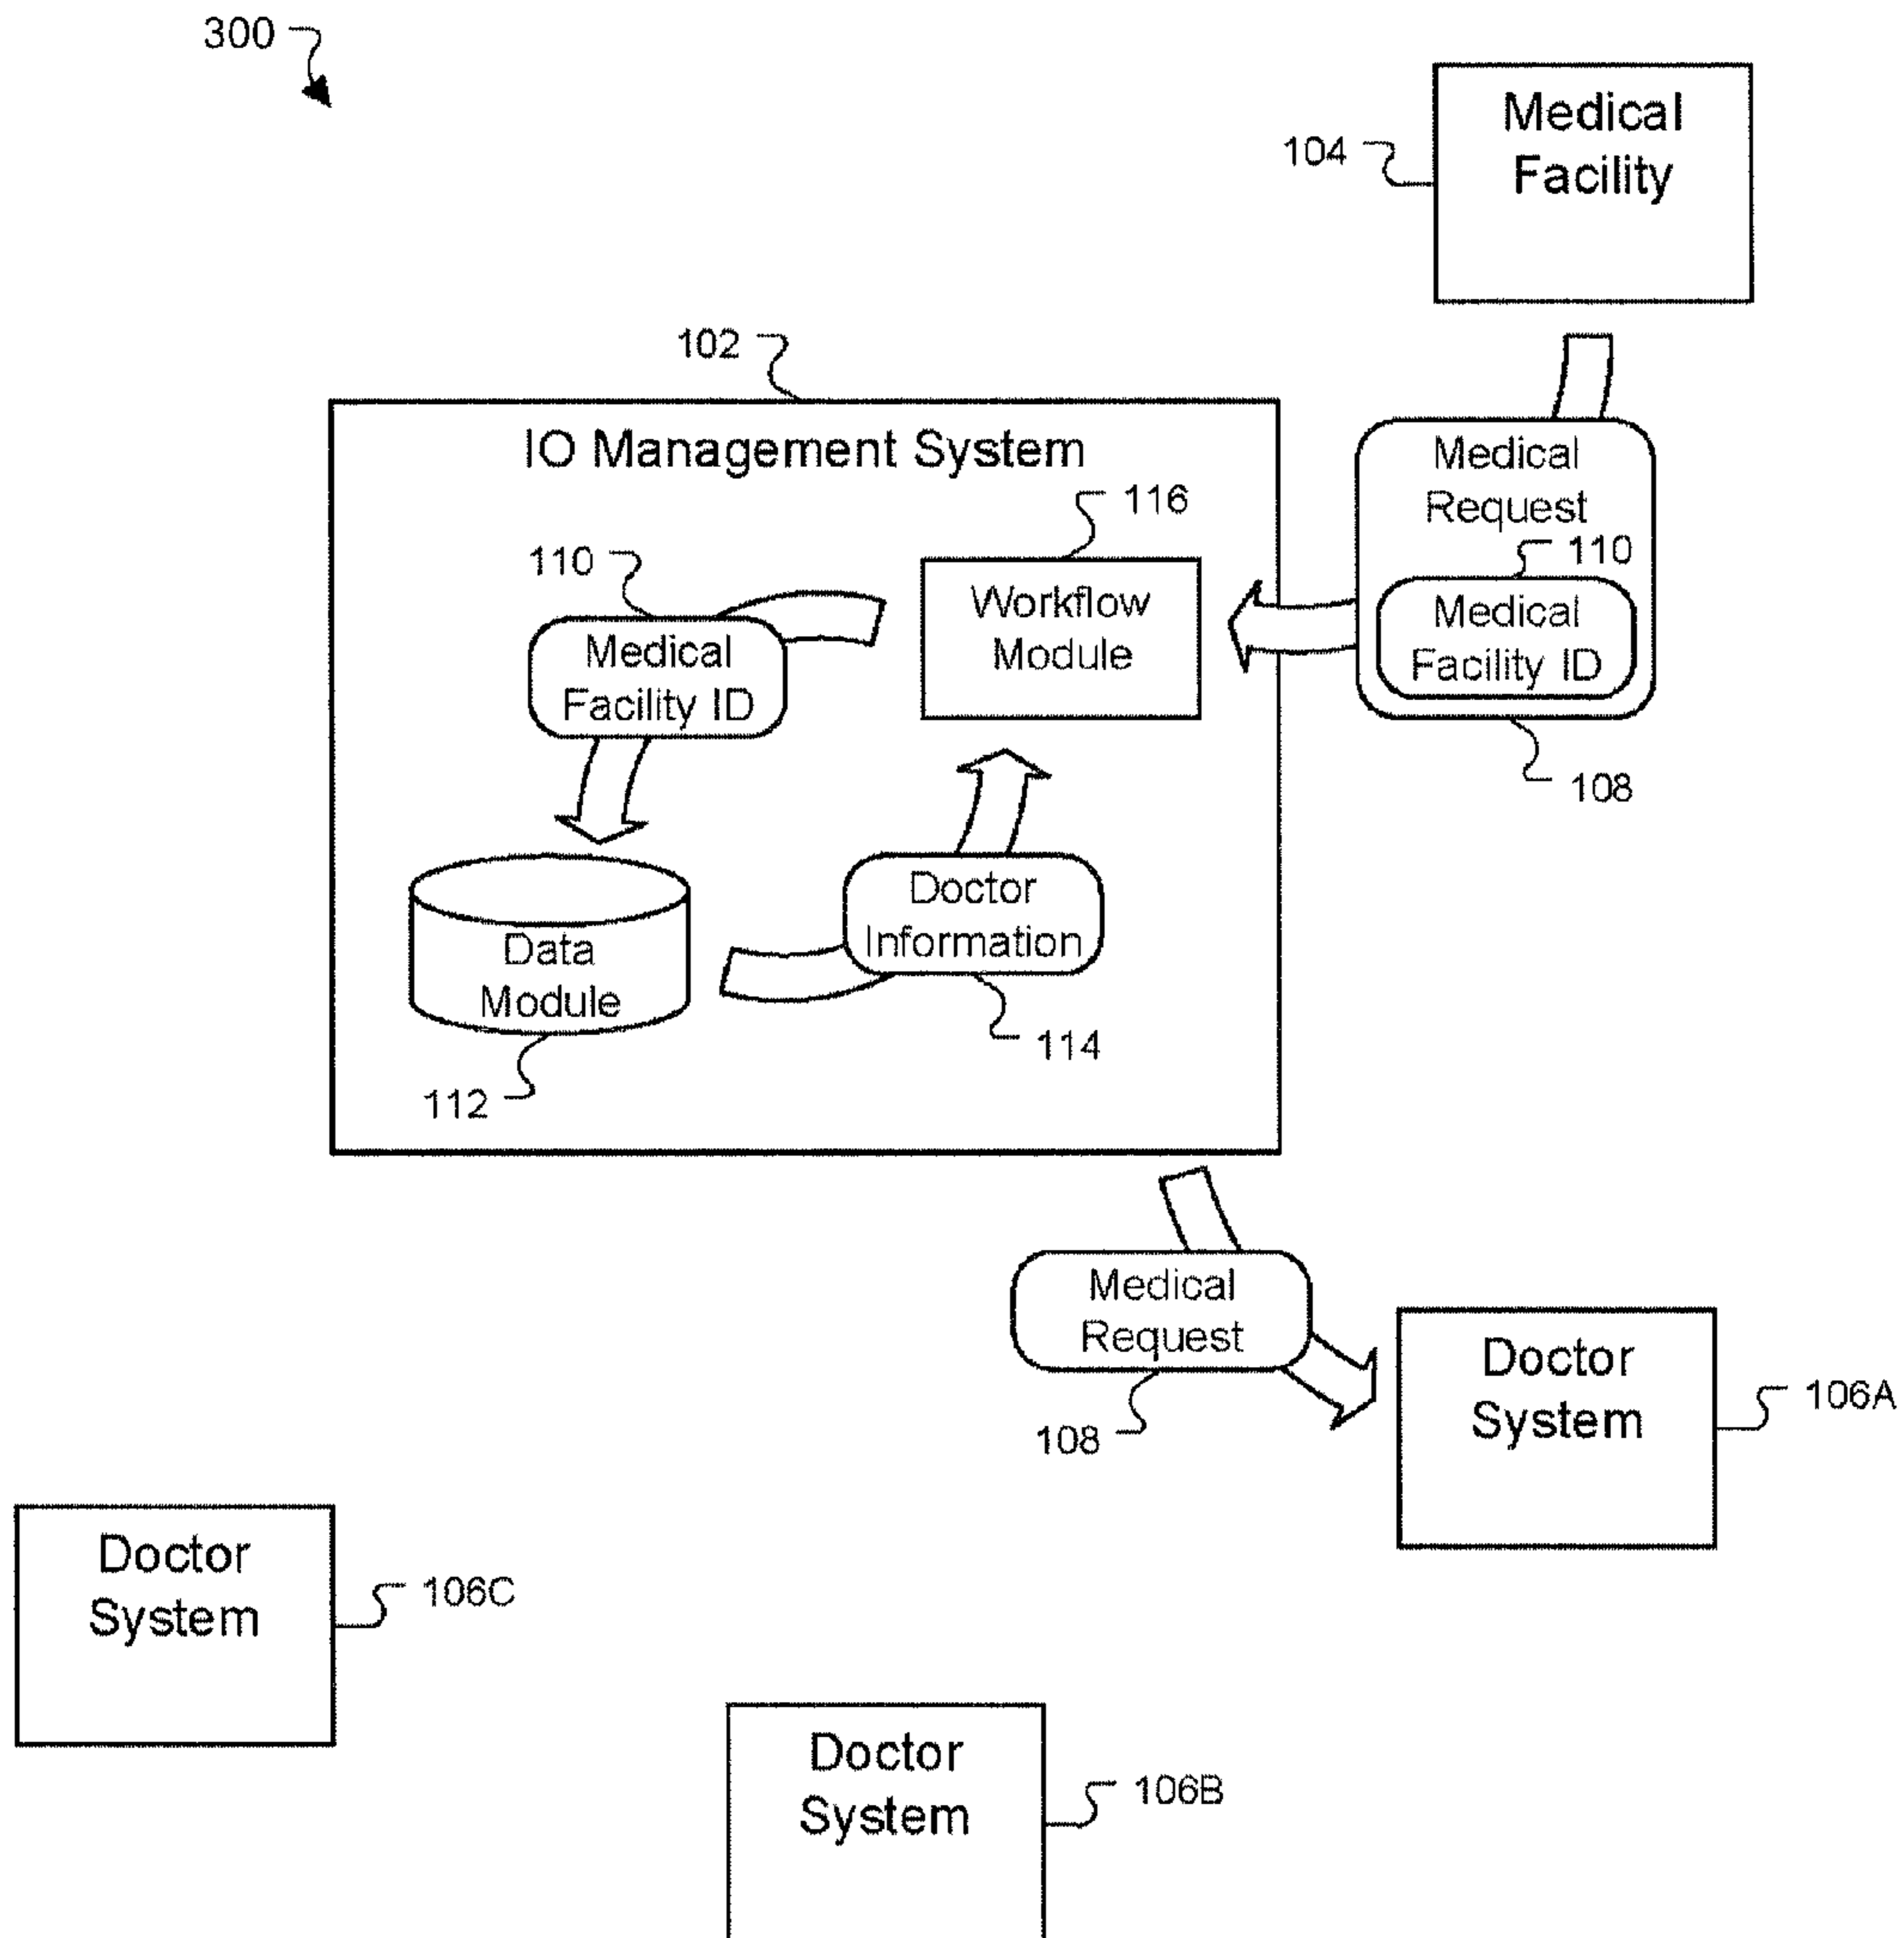 300
Medical
Facility
104
102
IO Management System
Medical
Request
116
110
110
Workflow
Module
Medical
Facility ID
Medical
Facility ID
108
Doctor
Information
Data
Module
114
112
Medical
Request
108
Doctor
System
106A
Doctor
System
106C
Doctor
System
106B